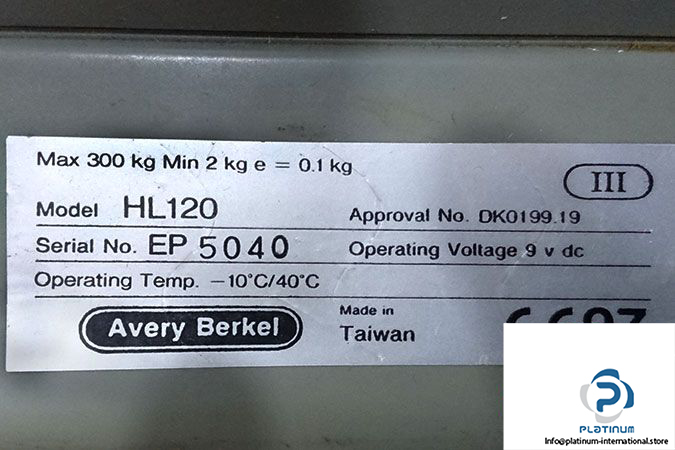 Max 300 kg Min 2 kg e = 0.1 kg
III
Model HL120
Approval No. DK0199.19
Serial No. EP 5040
Operating Voltage 9 v dc
Operating Temp. −10°C/40°C
Avery Berkel
Made in
Taiwan
PLATINUM
Info@platinum-international.store